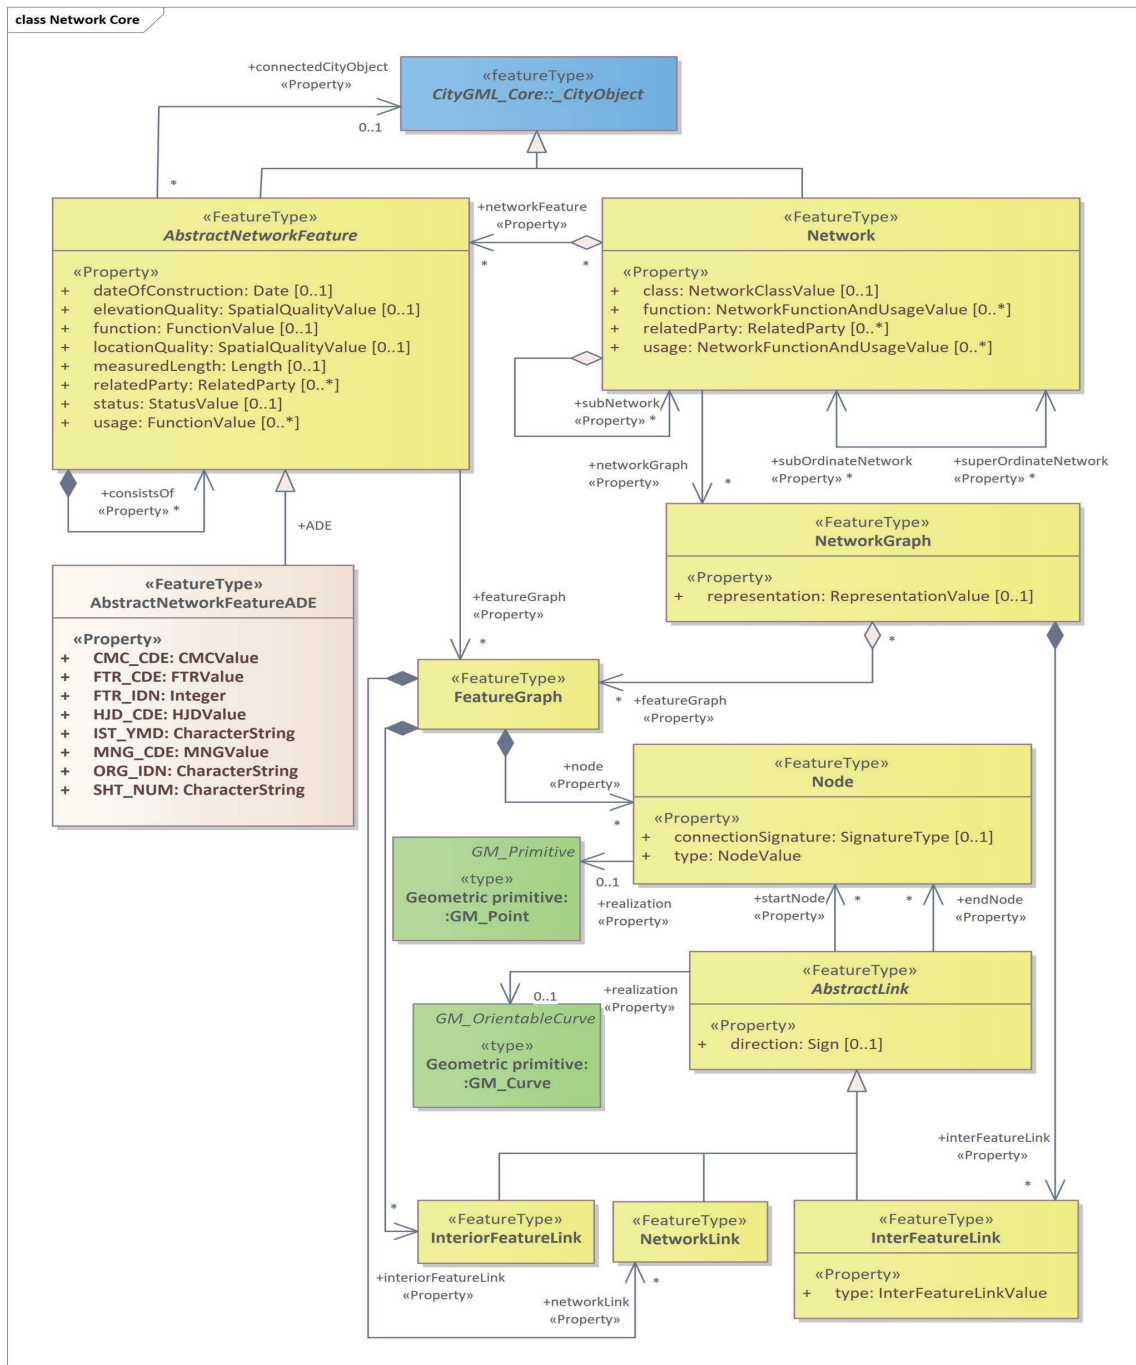 class Network Core
+connectedCityObject
«Property»
0..1
*
«featureType»
CityGML_Core::_CityObject
«FeatureType»
AbstractNetworkFeature
«Property»
+ dateOfConstruction: Date [0..1]
+ elevationQuality: SpatialQualityValue [0..1]
+ function: FunctionValue [0..1]
+ locationQuality: SpatialQualityValue [0..1]
+ measuredLength: Length [0..1]
+ relatedParty: RelatedParty [0..*]
+ status: StatusValue [0..1]
+ usage: FunctionValue [0..*]
+networkFeature
«Property»
*
*
«FeatureType»
Network
«Property»
+ class: NetworkClassValue [0..1]
+ function: NetworkFunctionAndUsageValue [0..*]
+ relatedParty: RelatedParty [0..*]
+ usage: NetworkFunctionAndUsageValue [0..*]
+subNetwork
«Property» *
+networkGraph
«Property»
*
+subOrdinateNetwork
«Property» *
+superOrdinateNetwork
«Property» *
+consistsOf
«Property» *
+ADE
«FeatureType»
AbstractNetworkFeatureADE
«Property»
+ CMC_CDE: CMCValue
+ FTR_CDE: FTRValue
+ FTR_IDN: Integer
+ HJD_CDE: HJDValue
+ IST_YMD: CharacterString
+ MNG_CDE: MNGValue
+ ORG_IDN: CharacterString
+ SHT_NUM: CharacterString
«FeatureType»
NetworkGraph
«Property»
+ representation: RepresentationValue [0..1]
+featureGraph
«Property»
*
«FeatureType»
FeatureGraph
*
*
+featureGraph
«Property»
+node
«Property»
*
«FeatureType»
Node
«Property»
+ connectionSignature: SignatureType [0..1]
+ type: NodeValue
GM_Primitive
«type»
Geometric primitive:
:GM_Point
0..1
+realization
«Property»
+startNode
«Property»
*
*
+endNode
«Property»
«FeatureType»
AbstractLink
«Property»
+ direction: Sign [0..1]
0..1
+realization
«Property»
GM_OrientableCurve
«type»
Geometric primitive:
:GM_Curve
+interFeatureLink
«Property»
*
*
«FeatureType»
InteriorFeatureLink
«FeatureType»
NetworkLink
«FeatureType»
InterFeatureLink
«Property»
+ type: InterFeatureLinkValue
+interiorFeatureLink
«Property»
*
+networkLink
«Property»